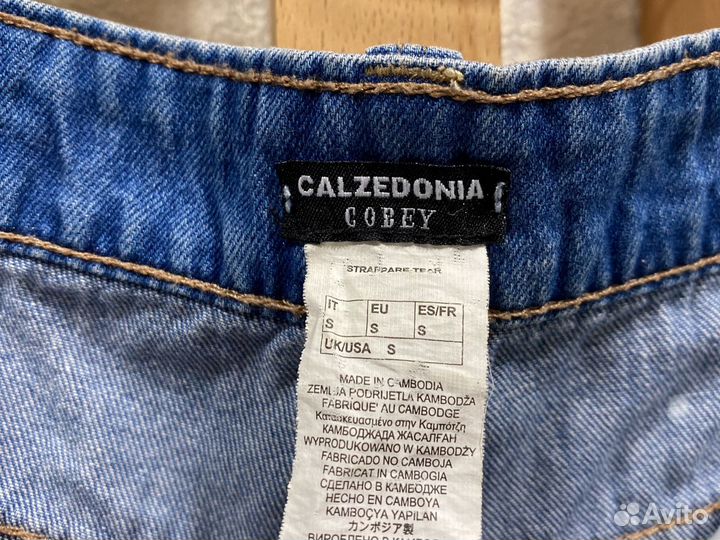 CALZEDONIA
COBEY
STRAPPARE-TEAR
IT EU ES/FR
S S S
UK/USA S
MADE IN CAMBODIA
ZEMLJA PODRIJETLA KAMBODŽA
FABRIQUE' AU CAMBODGE
Κατασκευασμένο στην Καμπότζη
КАМБОДЖАДА ЖАСАЛҒАН
WYPRODUKOWANO W KAMBODŻY
FABRICADO NO CAMBOJA
FABRICAT IN CAMBOGIA
СДЕЛАНО В КАМБОДЖЕ
HECHO EN CAMBOYA
KAMBOÇYA YAPILAN
カンボジア製
ВИРОБЛЕНО В КАМБОДЖІ
Avito